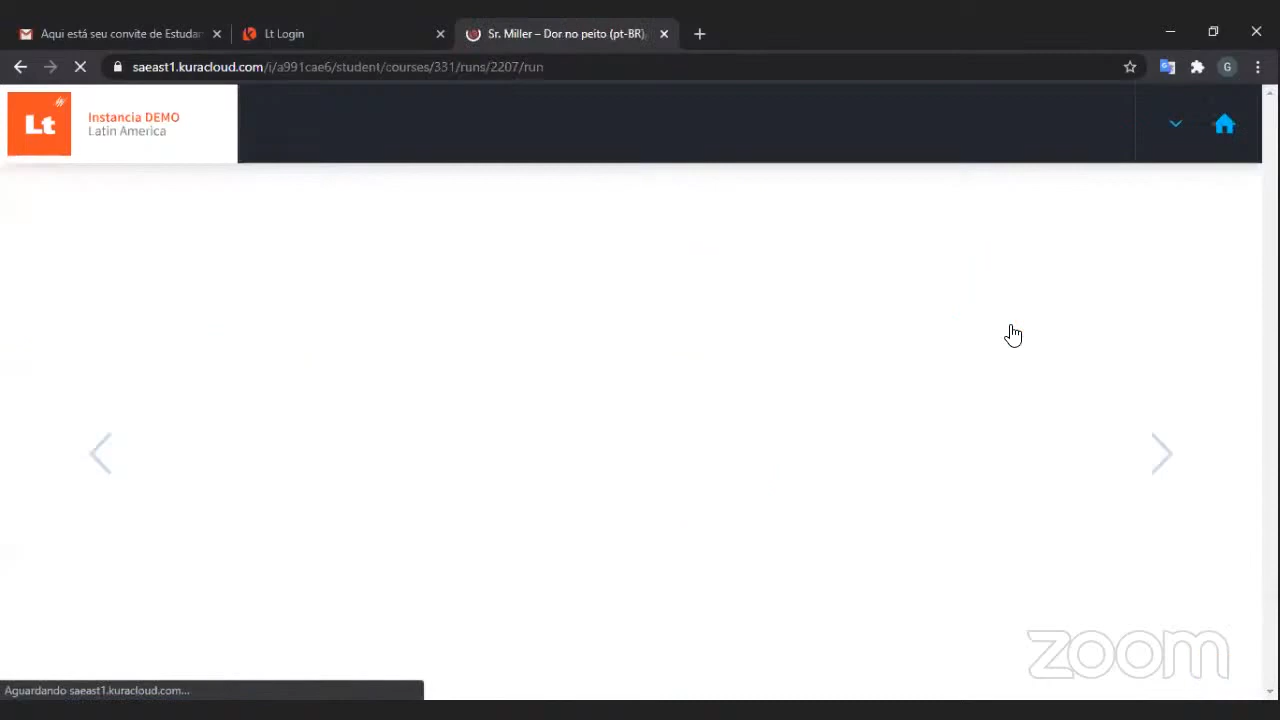 Aqui está seu convite de Estudar
Lt Login
Sr. Miller – Dor no peito (pt-BR)
saeast1.kuracloud.com/i/a991cae6/student/courses/331/runs/2207/run
G
Lt
Instancia DEMO
Latin America
zoom
Aguardando saeast1.kuracloud.com...